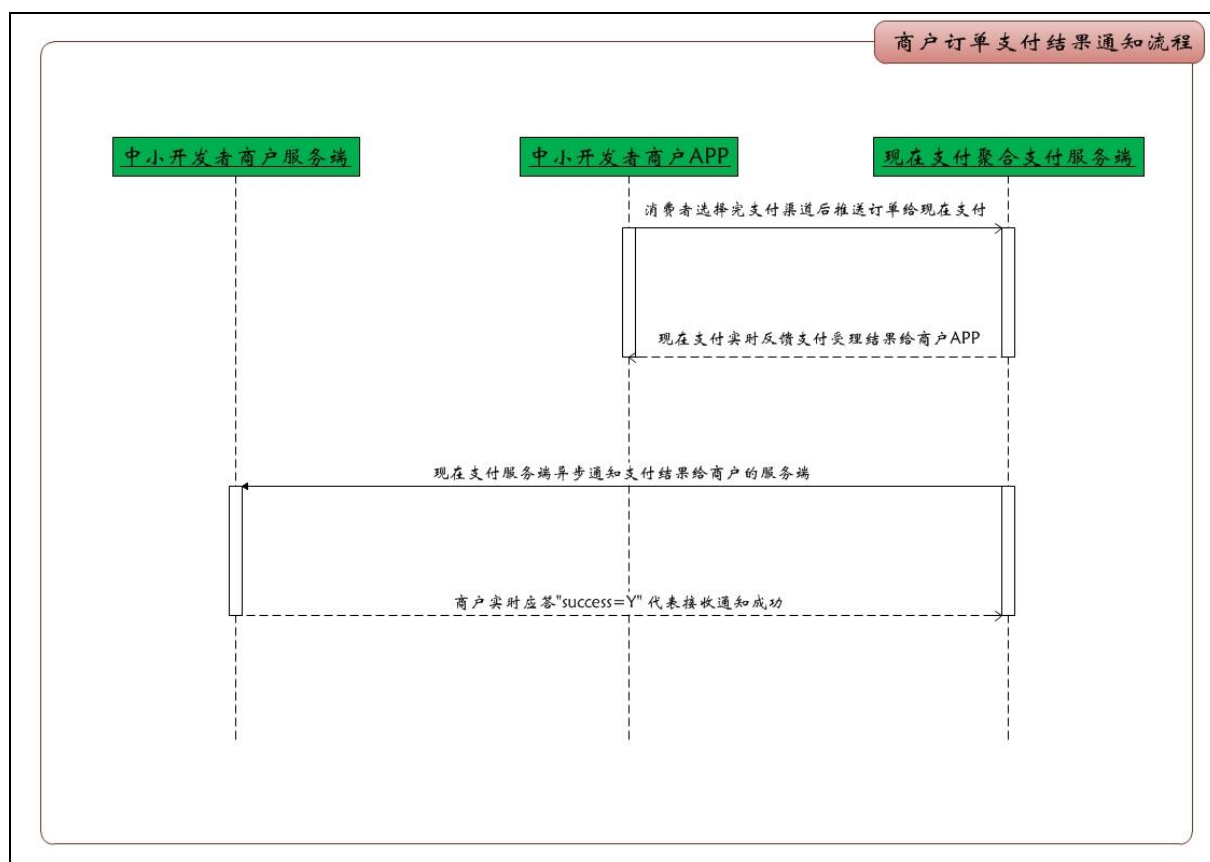 商户订单支付结果通知流程
中小开发者商户服务端
中小开发者商户APP
现在支付聚合支付服务端
消费者选择完支付渠道后推送订单给现在支付
现在支付实时反馈支付受理结果给商户APP
现在支付服务端异步通知支付结果给商户的服务端
商户实时应答"success=Y" 代表接收通知成功